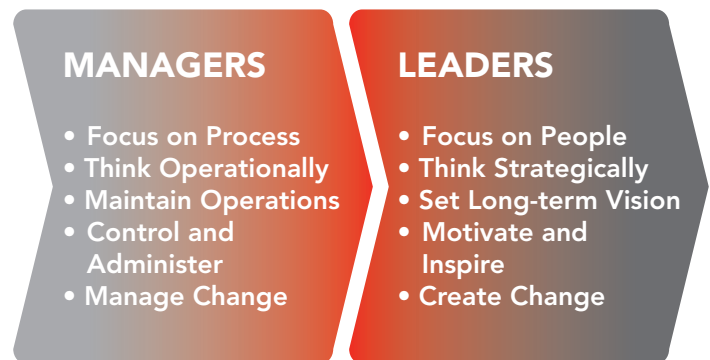 MANAGERS
• Focus on Process
• Think Operationally
• Maintain Operations
• Control and
Administer
• Manage Change
LEADERS
• Focus on People
• Think Strategically
• Set Long-term Vision
• Motivate and
Inspire
• Create Change